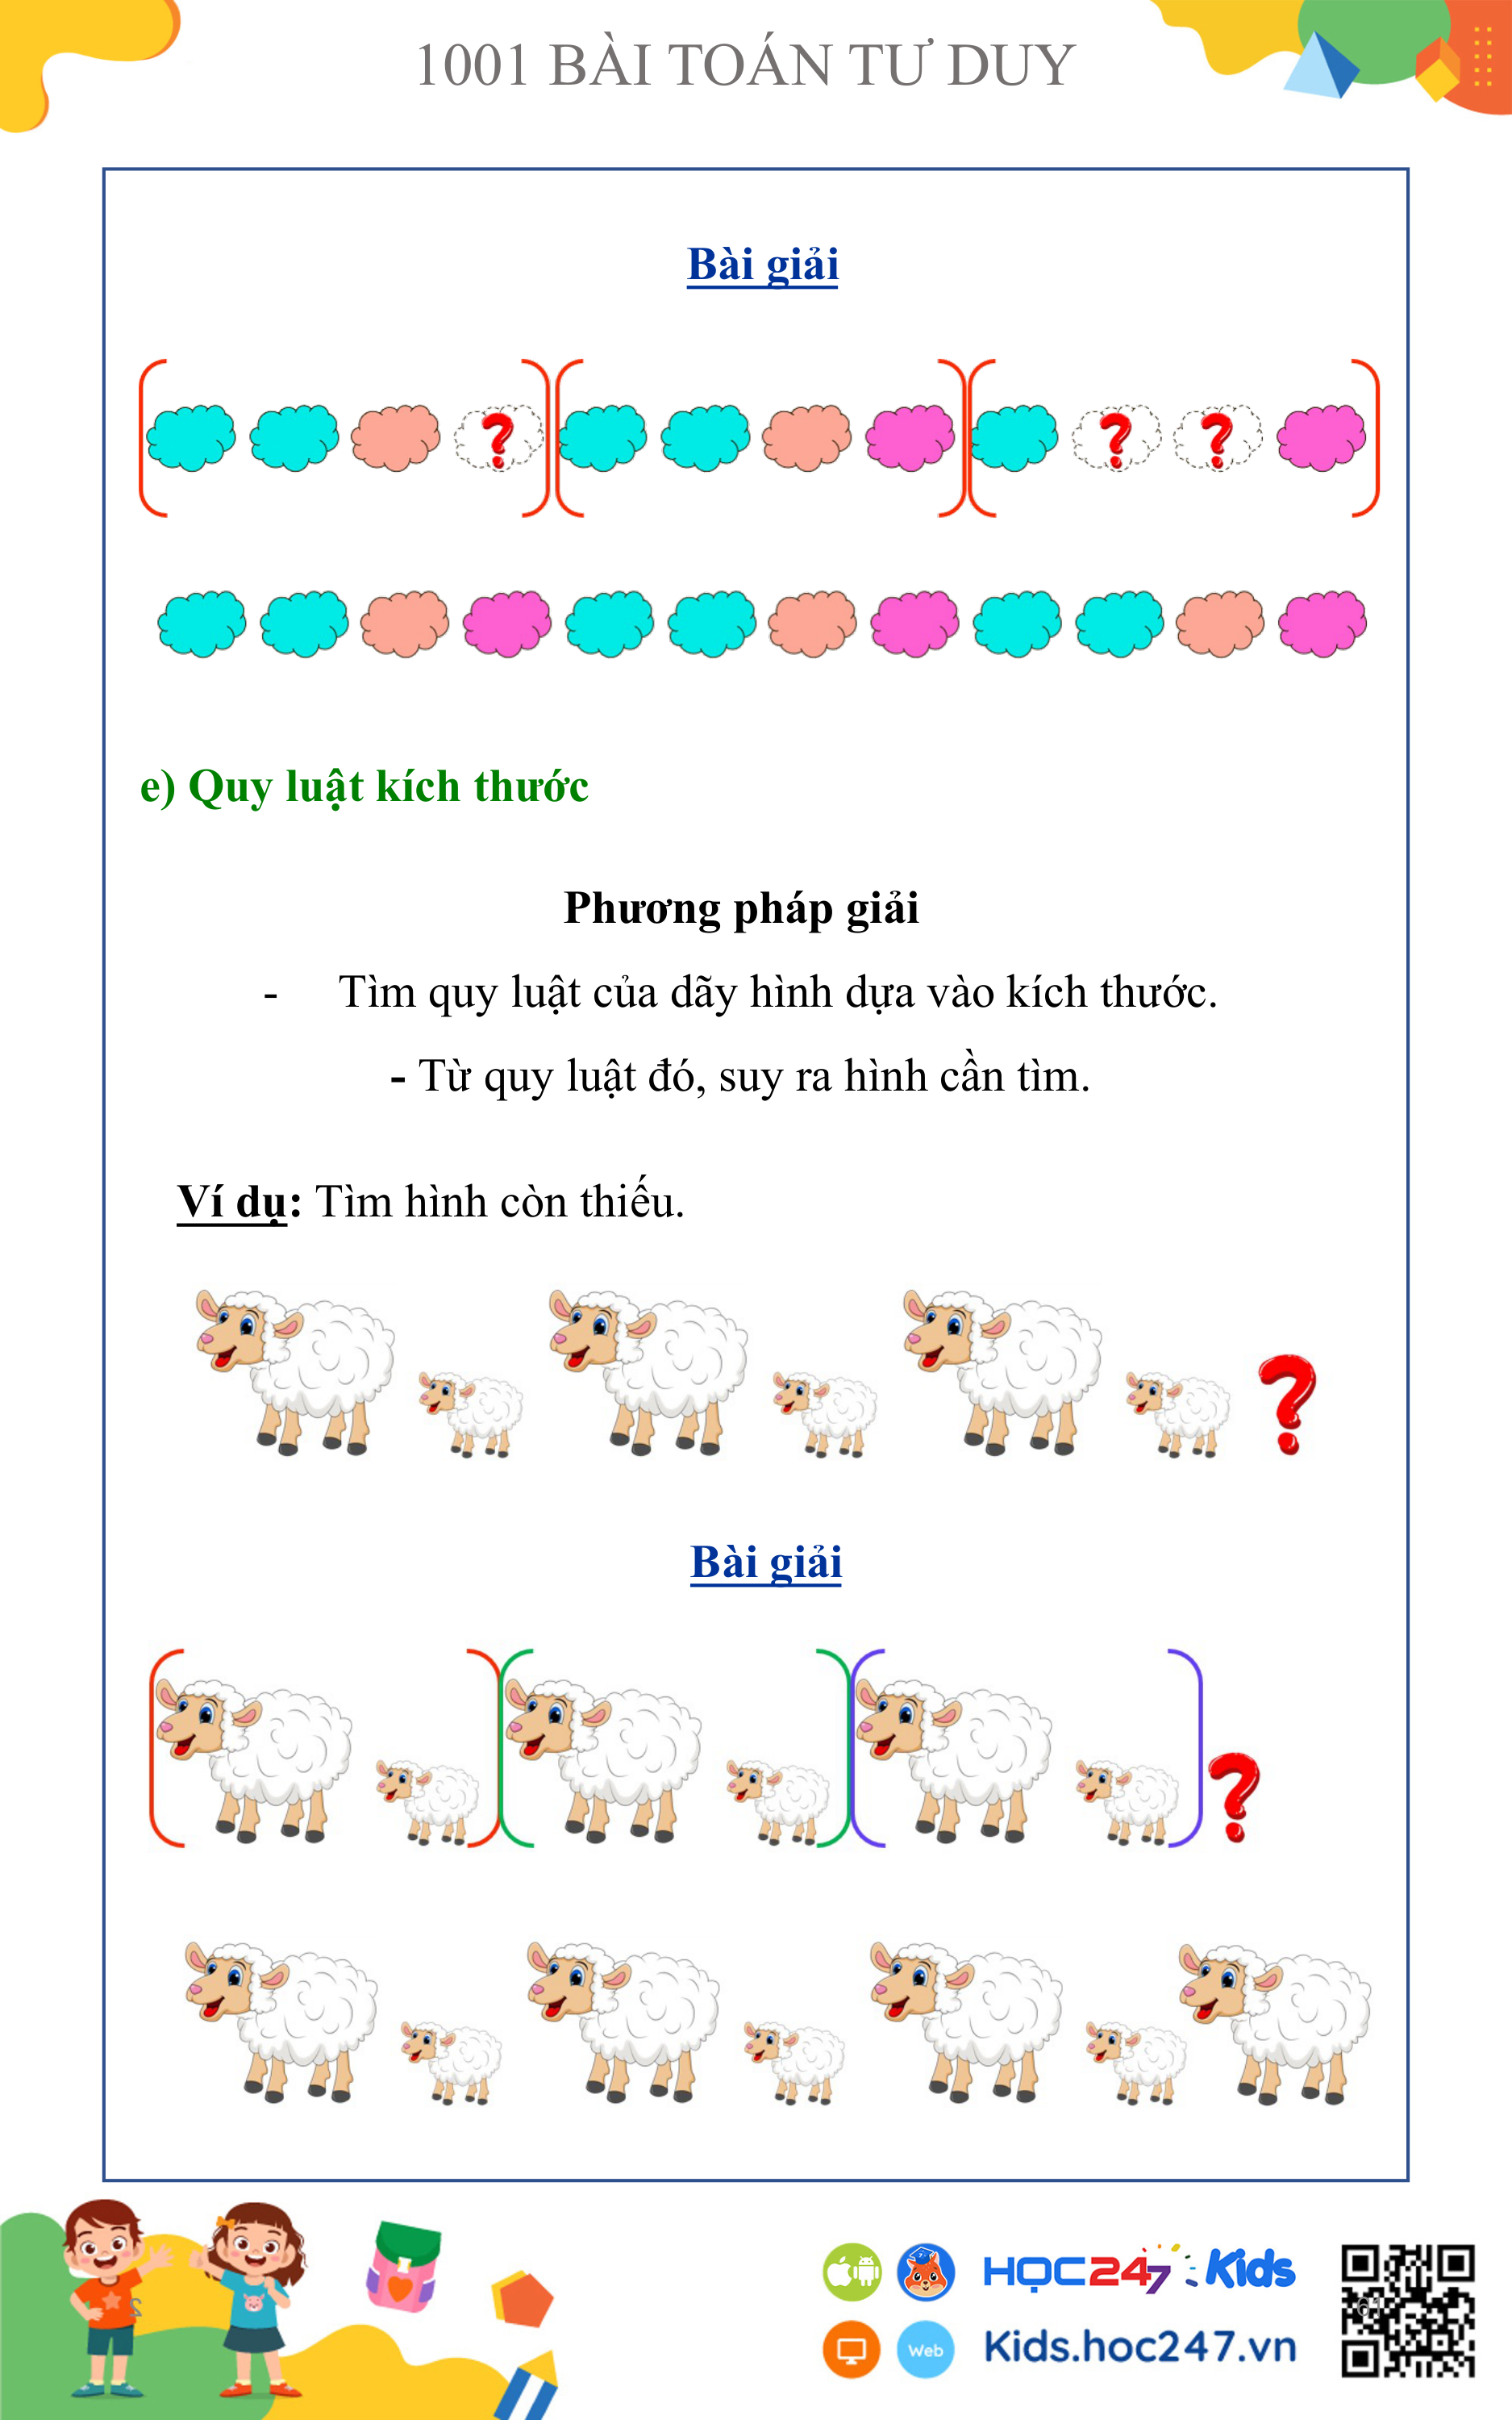 1001 BÀI TOÁN TƯ DUY
Bài giải
? ? ?
e) Quy luật kích thước
Phương pháp giải
- Tìm quy luật của dãy hình dựa vào kích thước.
- Từ quy luật đó, suy ra hình cần tìm.
Ví dụ: Tìm hình còn thiếu.
?
Bài giải
?
HỌC247 Kids
Web Kids.hoc247.vn
61
2